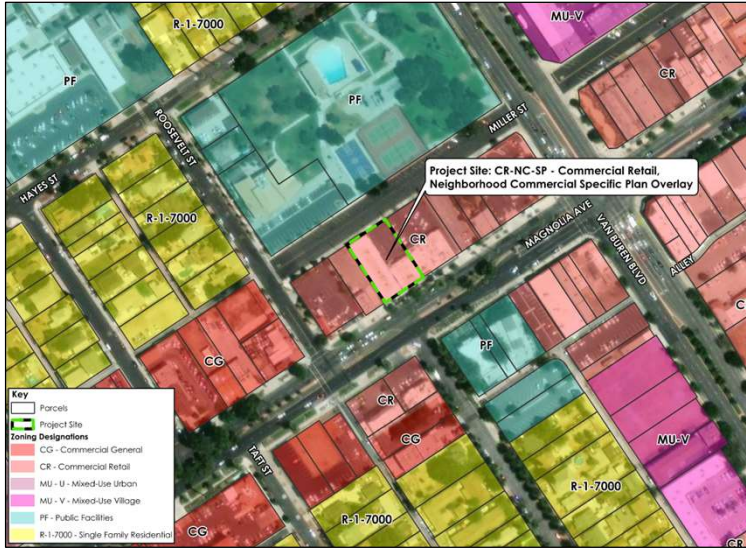 R-1-7000
MU-V
PF
CR
PF
ROOSEVELT ST
MILLER ST
HAYES ST
Project Site: CR-NC-SP - Commercial Retail,
Neighborhood Commercial Specific Plan Overlay
R-1-7000
CR
MAGNOLIA AVE
VAN BUREN BLVD
ALLEY
C
CG
PF
CR
CG
MU-V
TAFT ST
R-1-7000
R-1-7000
CG
CR
Key
Parcels
Project Site
Zoning Designations
CG - Commercial General
CR - Commercial Retail
MU - U - Mixed-Use Urban
MU - V - Mixed-Use Village
PF - Public Facilities
R-1-7000 - Single Family Residential